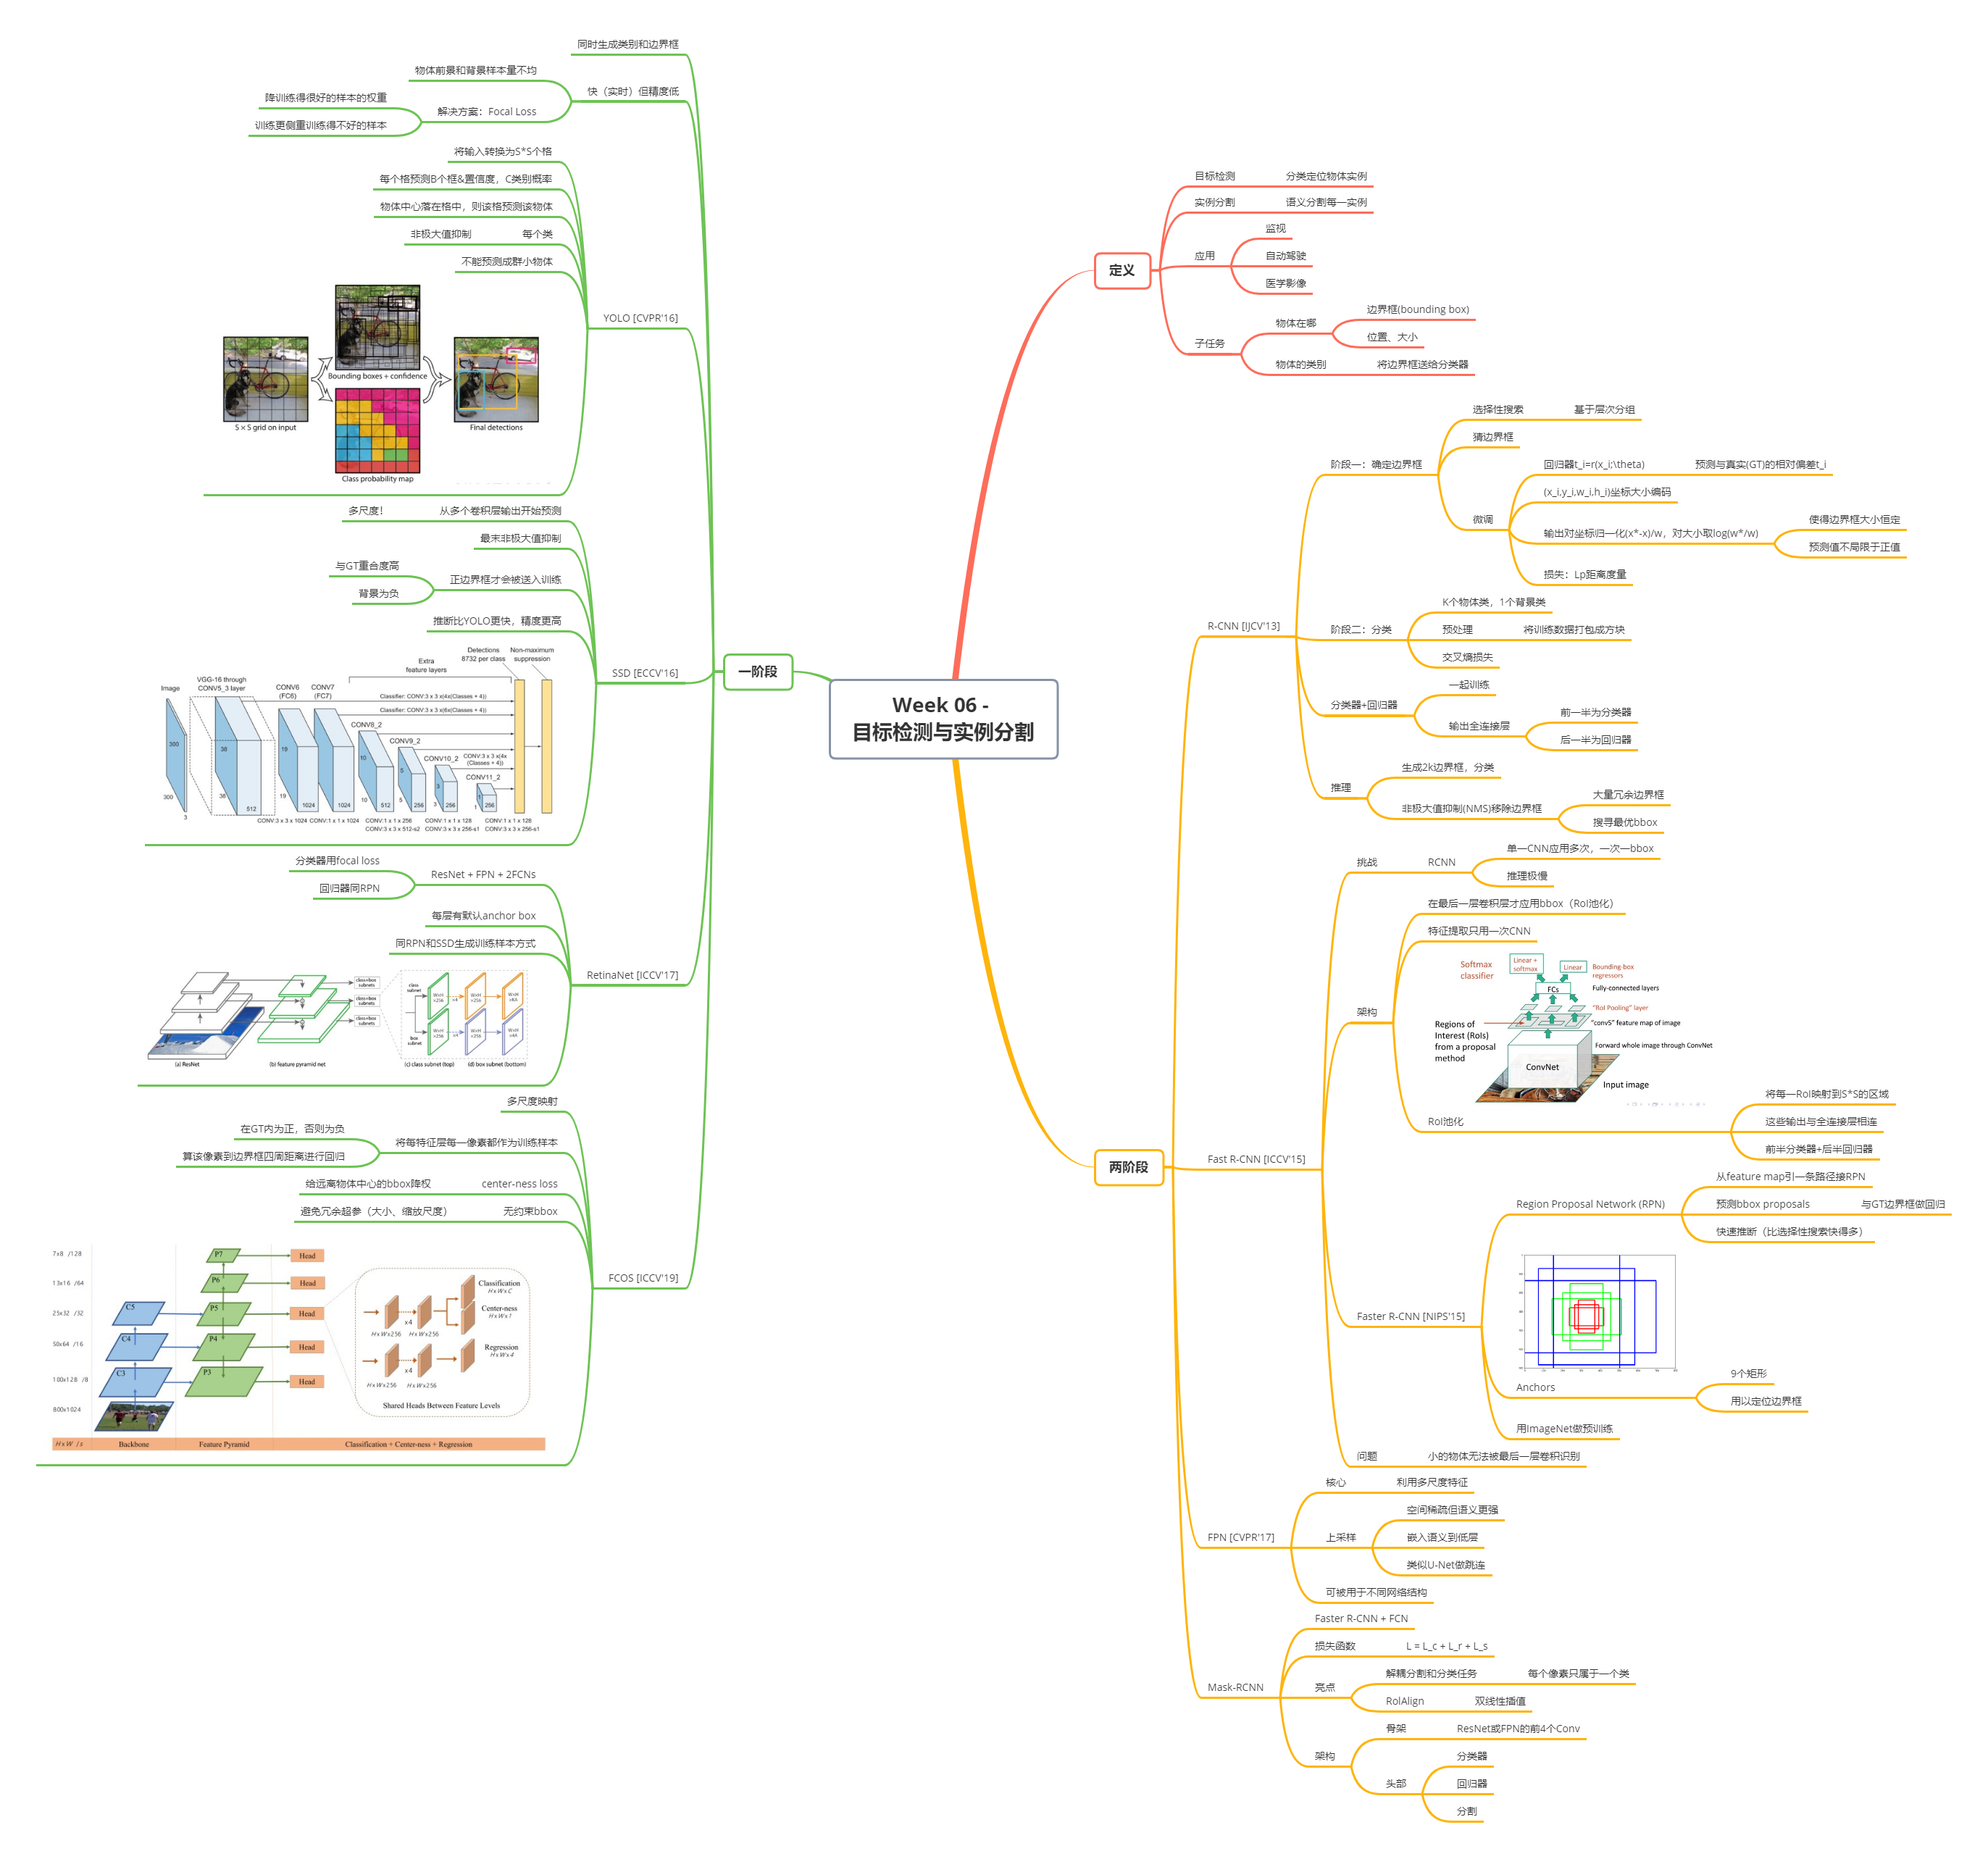 Week 06 -
目标检测与实例分割
定义
目标检测
分类定位物体实例
实例分割
语义分割每一实例
应用
监视
自动驾驶
医学影像
子任务
物体在哪
边界框(bounding box)
位置、大小
物体的类别
将边界框送给分类器
两阶段
R-CNN [IJCV'13]
阶段一：确定边界框
选择性搜索
基于层次分组
猜边界框
微调
回归器t_i=r(x_i;\theta)
预测与真实(GT)的相对偏差t_i
(x_i,y_i,w_i,h_i)坐标大小编码
输出对坐标归一化(x*-x)/w，对大小取log(w*/w)
使得边界框大小恒定
预测值不局限于正值
损失：Lp距离度量
阶段二：分类
K个物体类，1个背景类
预处理
将训练数据打包成方块
交叉熵损失
分类器+回归器
一起训练
输出全连接层
前一半为分类器
后一半为回归器
推理
生成2k边界框，分类
非极大值抑制(NMS)移除边界框
大量冗余边界框
搜寻最优bbox
Fast R-CNN [ICCV'15]
挑战
RCNN
单一CNN应用多次，一次一bbox
推理极慢
架构
在最后一层卷积层才应用bbox（RoI池化）
特征提取只用一次CNN
Softmax
classifier
Linear +
softmax
Linear
Bounding-box
regressors
FCs
Fully-connected layers
"RoI Pooling" layer
Regions of
Interest (RoIs)
from a proposal
method
"conv5" feature map of image
Forward whole image through ConvNet
ConvNet
Input image
RoI池化
将每一RoI映射到S*S的区域
这些输出与全连接层相连
前半分类器+后半回归器
Faster R-CNN [NIPS'15]
Region Proposal Network (RPN)
从feature map引一条路径接RPN
预测bbox proposals
与GT边界框做回归
快速推断（比选择性搜索快得多）
Anchors
9个矩形
用以定位边界框
用ImageNet做预训练
问题
小的物体无法被最后一层卷积识别
FPN [CVPR'17]
核心
利用多尺度特征
上采样
空间稀疏但语义更强
嵌入语义到低层
类似U-Net做跳连
可被用于不同网络结构
Mask-RCNN
Faster R-CNN + FCN
损失函数
L = L_c + L_r + L_s
亮点
解耦分割和分类任务
每个像素只属于一个类
RoIAlign
双线性插值
架构
骨架
ResNet或FPN的前4个Conv
头部
分类器
回归器
分割
一阶段
同时生成类别和边界框
快（实时）但精度低
物体前景和背景样本量不均
解决方案：Focal Loss
降训练得很好的样本的权重
训练更侧重训练得不好的样本
YOLO [CVPR'16]
将输入转换为S*S个格
每个格预测B个框&置信度，C类别概率
物体中心落在格中，则该格预测该物体
非极大值抑制
每个类
不能预测成群小物体
Bounding boxes + confidence
S × S grid on input
Final detections
Class probability map
SSD [ECCV'16]
多尺度！
从多个卷积层输出开始预测
最末非极大值抑制
正边界框才会被送入训练
与GT重合度高
背景为负
推断比YOLO更快，精度更高
Extra
feature layers
Detections
8732 per class
Non-maximum
suppression
Image
VGG-16 through
CONV5_3 layer
CONV6
(FC6)
CONV7
(FC7)
Classifier: CONV:3 x 3 x(4x(Classes + 4))
Classifier: CONV:3 x 3 x(6x(Classes + 4))
CONV8_2
CONV9_2
CONV10_2
CONV11_2
CONV:3 x 3 x(4x
(Classes + 4))
300
300
3
38
38
512
19
19
1024
1024
10
10
512
5
5
256
3
3
256
1
1
256
CONV:3 x 3 x 1024
CONV:1 x 1 x 1024
CONV:1 x 1 x 256
CONV:3 x 3 x 512-s2
CONV:1 x 1 x 128
CONV:3 x 3 x 256-s1
CONV:1 x 1 x 128
CONV:3 x 3 x 256-s1
RetinaNet [ICCV'17]
ResNet + FPN + 2FCNs
分类器用focal loss
回归器同RPN
每层有默认anchor box
同RPN和SSD生成训练样本方式
class+box
subnets
class+box
subnets
class+box
subnets
class
subnet
box
subnet
W×H
×256
×4
W×H
×256
W×H
×KA
W×H
×256
×4
W×H
×256
W×H
×4A
(a) ResNet
(b) feature pyramid net
(c) class subnet (top)
(d) box subnet (bottom)
FCOS [ICCV'19]
多尺度映射
将每特征层每一像素都作为训练样本
在GT内为正，否则为负
算该像素到边界框四周距离进行回归
给远离物体中心的bbox降权
center-ness loss
避免冗余超参（大小、缩放尺度）
无约束bbox
7x8 /128
13x16 /64
25x32 /32
50x64 /16
100x128 /8
800x1024
P7
P6
P5
P4
P3
C5
C4
C3
Head
Head
Head
Head
Head
Classification
H×W×C
Center-ness
H×W×1
Regression
H×W×4
H×W×256
x4
H×W×256
H×W×256
x4
H×W×256
Shared Heads Between Feature Levels
H×W /s
Backbone
Feature Pyramid
Classification + Center-ness + Regression